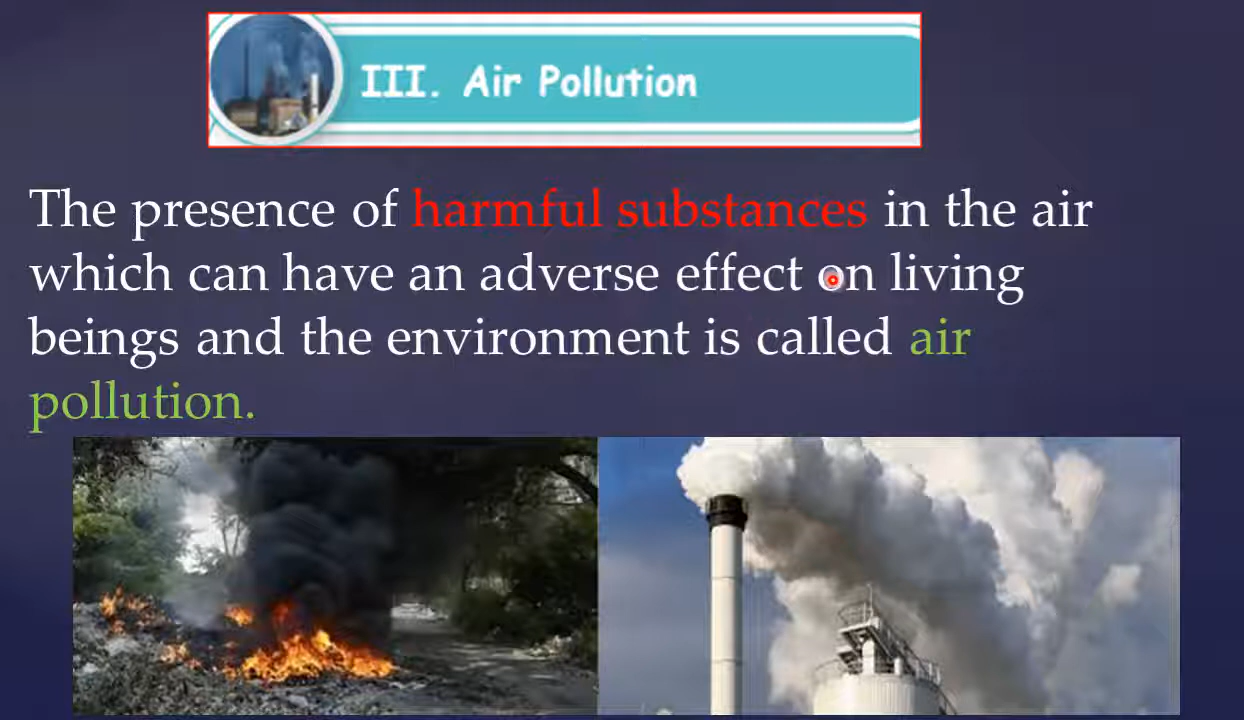 III. Air Pollution
The presence of harmful substances in the air
which can have an adverse effect on living
beings and the environment is called air
pollution.